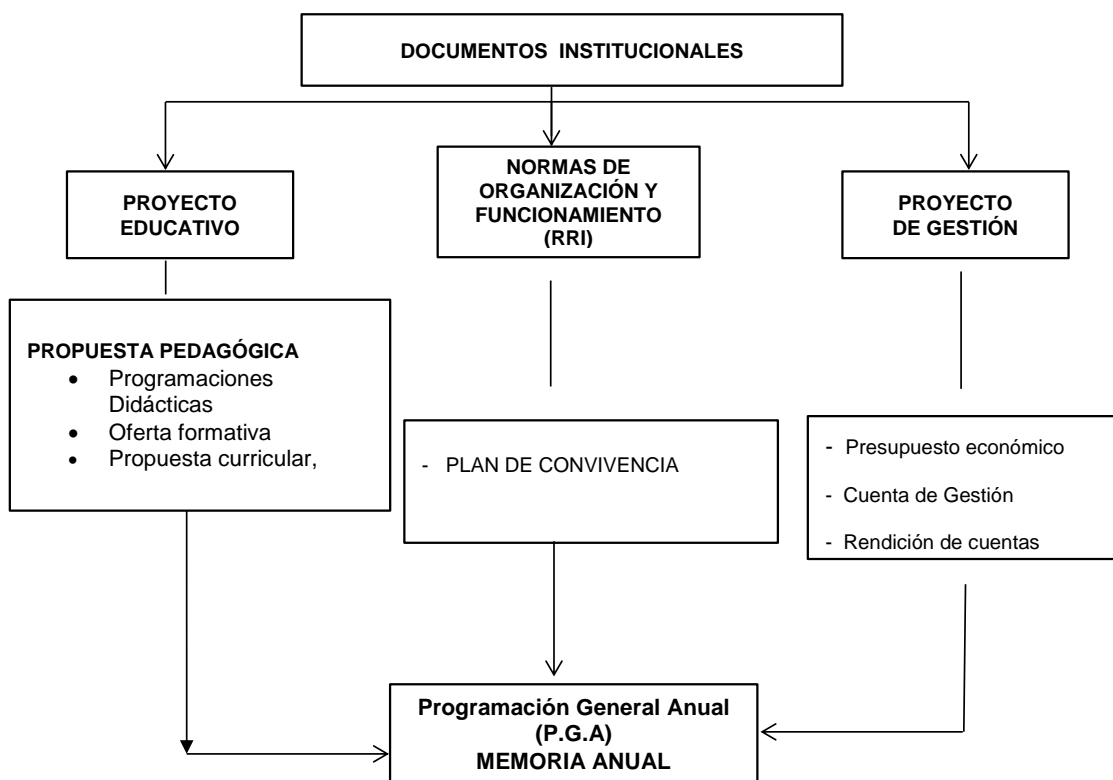 DOCUMENTOS INSTITUCIONALES
PROYECTO
EDUCATIVO
NORMAS DE
ORGANIZACIÓN Y
FUNCIONAMIENTO
(RRI)
PROYECTO
DE GESTIÓN
PROPUESTA PEDAGÓGICA
• Programaciones
Didácticas
• Oferta formativa
• Propuesta curricular,
- PLAN DE CONVIVENCIA
- Presupuesto económico
- Cuenta de Gestión
- Rendición de cuentas
Programación General Anual
(P.G.A)
MEMORIA ANUAL